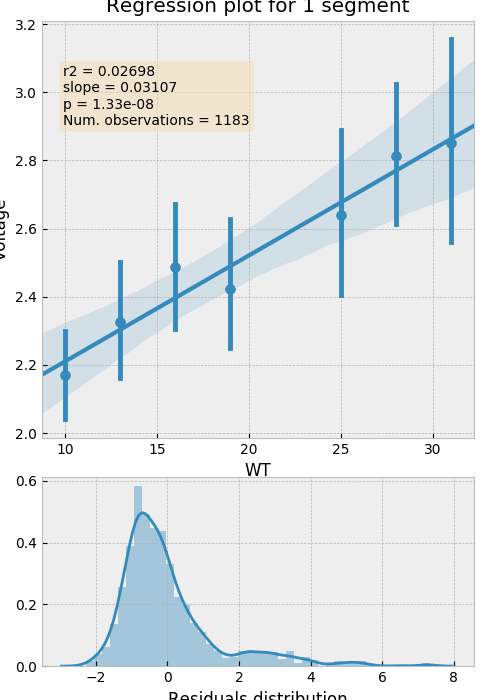 Regression plot for 1 segment
3.2
3.0
2.8
2.6
2.4
2.2
2.0
r2 = 0.02698
slope = 0.03107
p = 1.33e-08
Num. observations = 1183
Voltage
10 15 20 25 30
WT
0.6
0.4
0.2
0.0
−2 0 2 4 6 8
Residuals distribution